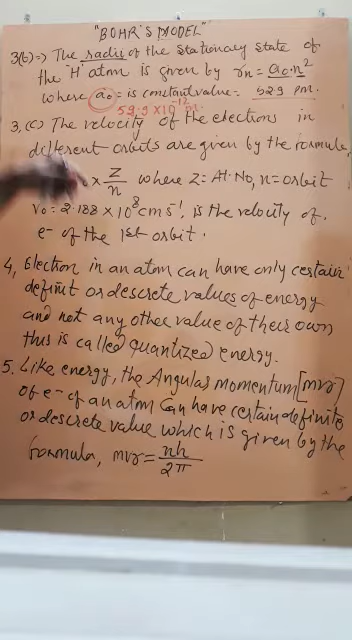 "BOHR'S MODEL"
3(b)=> The radii of the stationary state of
the 'H' atom is given by rn = a₀.n²
where a₀ = is constant value = 52.9 pm.
52.9 × 10⁻¹² m.
3, (c) The velocity of the electrons in
different orbits are given by the formula,
× Z/n where Z = At. No, n = orbit
V₀ = 2.188 × 10⁸ cm s⁻¹, is the velocity of
e⁻ of the 1st orbit.
4, Election in an atom can have only certain
definit or descrete values of energy
and not any other value of their own
this is called quantized energy.
5. Like energy, the Angular momentum [mvr]
of e⁻ of an atom Can have certain definite
or descrete value which is given by the
formula, mvr = nh/2π